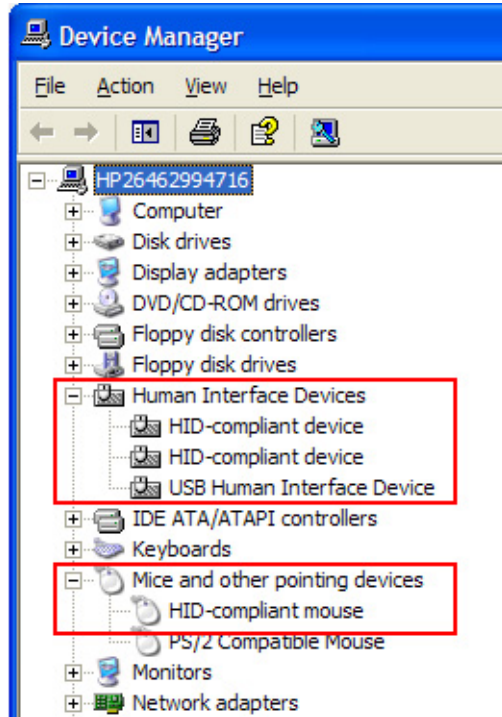 Device Manager
File Action View Help
HP26462994716
Computer
Disk drives
Display adapters
DVD/CD-ROM drives
Floppy disk controllers
Floppy disk drives
Human Interface Devices
HID-compliant device
HID-compliant device
USB Human Interface Device
IDE ATA/ATAPI controllers
Keyboards
Mice and other pointing devices
HID-compliant mouse
PS/2 Compatible Mouse
Monitors
Network adapters